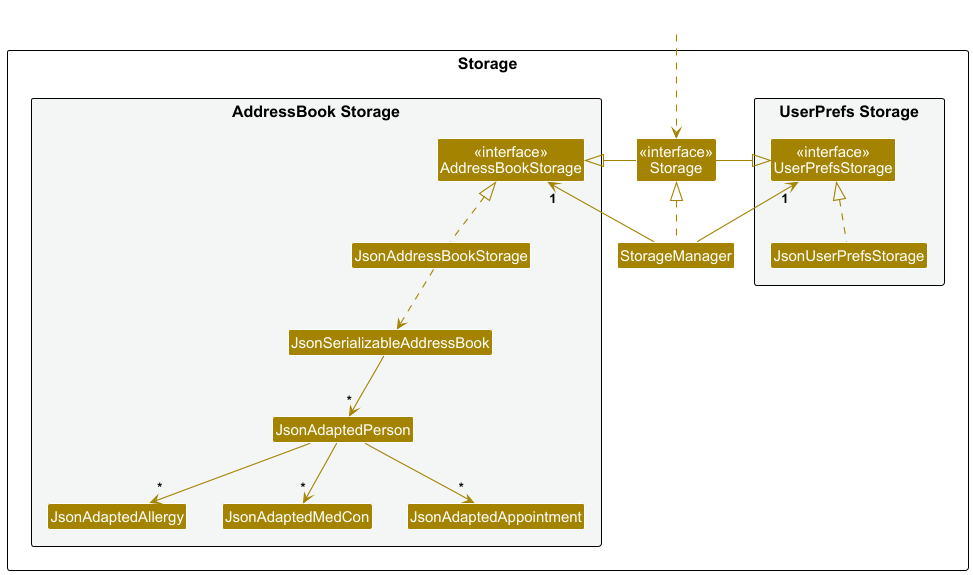 Storage
AddressBook Storage
UserPrefs Storage
«interface»
AddressBookStorage
«interface»
Storage
«interface»
UserPrefsStorage
1
1
JsonAddressBookStorage
StorageManager
JsonUserPrefsStorage
JsonSerializableAddressBook
*
JsonAdaptedPerson
*
*
*
JsonAdaptedAllergy
JsonAdaptedMedCon
JsonAdaptedAppointment